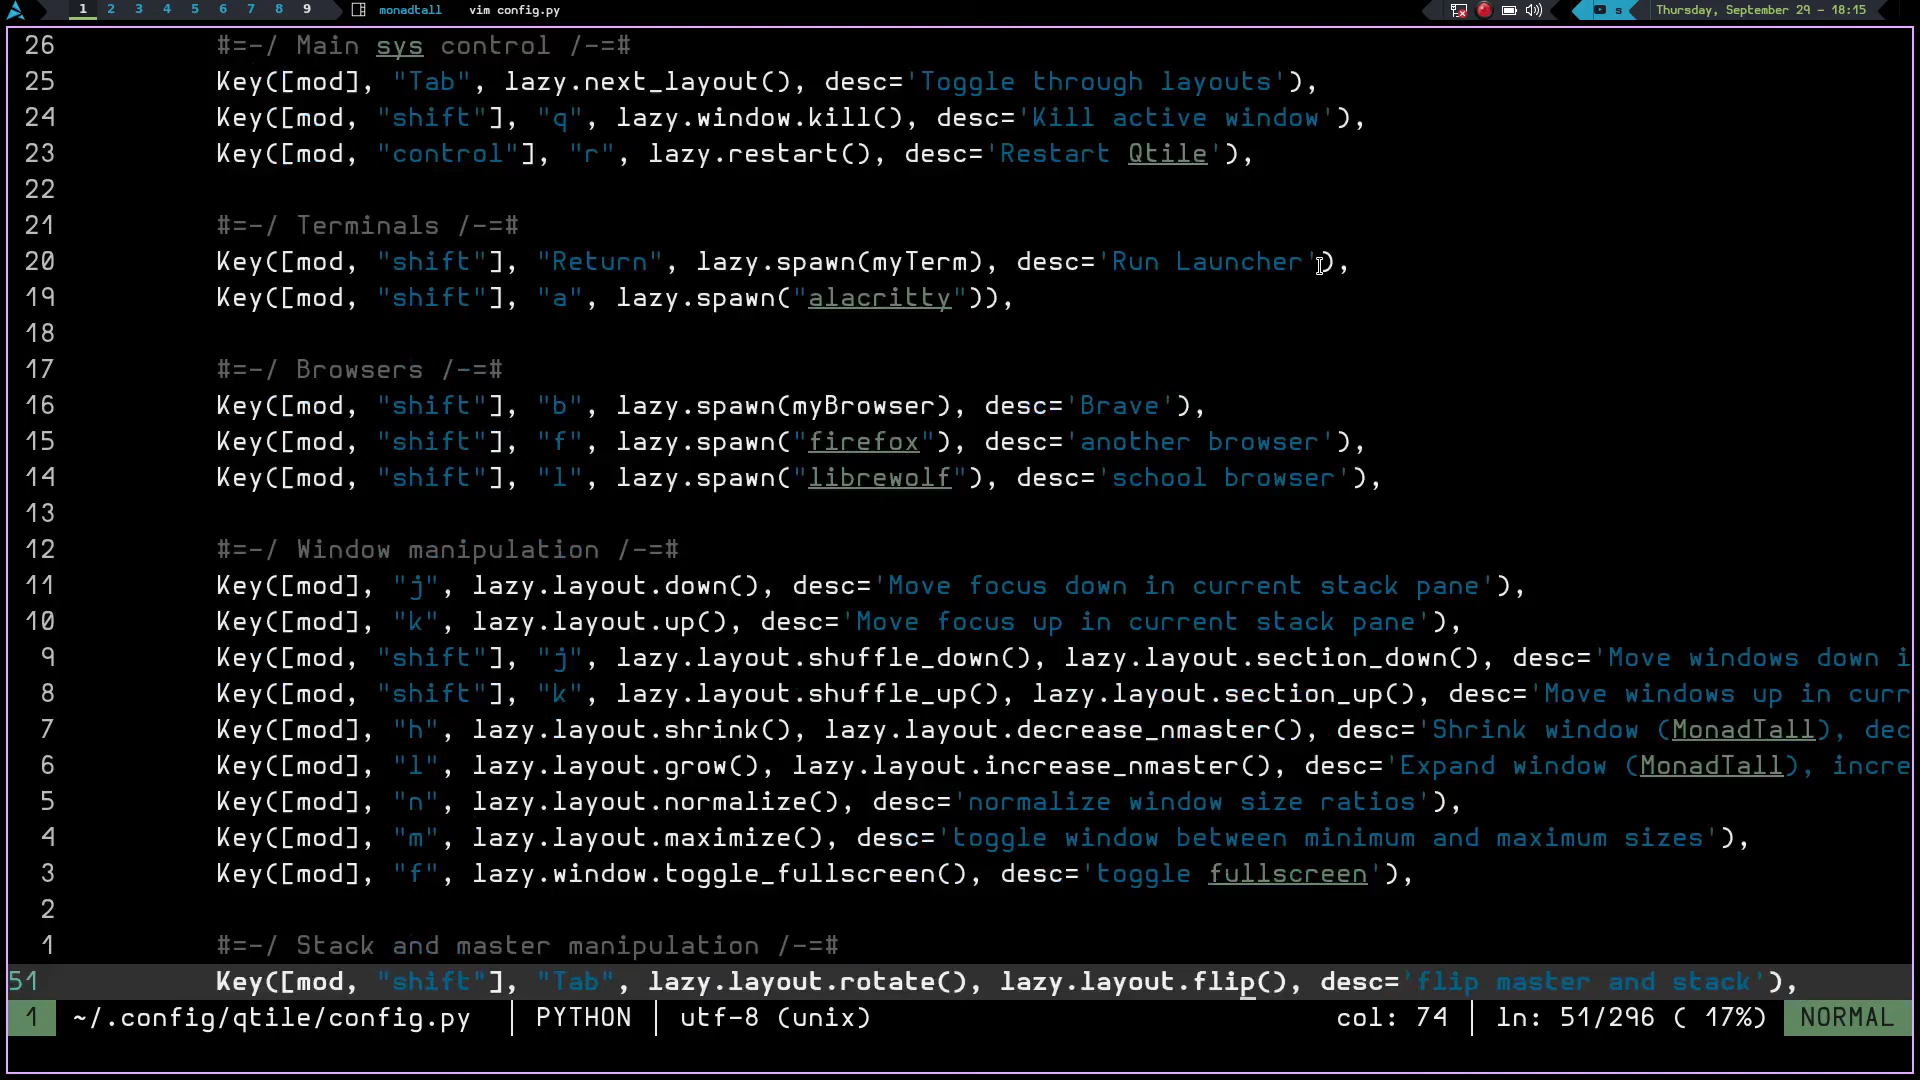 1 2 3 4 5 6 7 8 9 monadtall vim config.py s Thursday, September 29 - 18:15
26 #=-/ Main sys control /-=#
25 Key([mod], "Tab", lazy.next_layout(), desc='Toggle through layouts'),
24 Key([mod, "shift"], "q", lazy.window.kill(), desc='Kill active window'),
23 Key([mod, "control"], "r", lazy.restart(), desc='Restart Qtile'),
22
21 #=-/ Terminals /-=#
20 Key([mod, "shift"], "Return", lazy.spawn(myTerm), desc='Run Launcher'),
19 Key([mod, "shift"], "a", lazy.spawn("alacritty")),
18
17 #=-/ Browsers /-=#
16 Key([mod, "shift"], "b", lazy.spawn(myBrowser), desc='Brave'),
15 Key([mod, "shift"], "f", lazy.spawn("firefox"), desc='another browser'),
14 Key([mod, "shift"], "l", lazy.spawn("librewolf"), desc='school browser'),
13
12 #=-/ Window manipulation /-=#
11 Key([mod], "j", lazy.layout.down(), desc='Move focus down in current stack pane'),
10 Key([mod], "k", lazy.layout.up(), desc='Move focus up in current stack pane'),
9 Key([mod, "shift"], "j", lazy.layout.shuffle_down(), lazy.layout.section_down(), desc='Move windows down i
8 Key([mod, "shift"], "k", lazy.layout.shuffle_up(), lazy.layout.section_up(), desc='Move windows up in curr
7 Key([mod], "h", lazy.layout.shrink(), lazy.layout.decrease_nmaster(), desc='Shrink window (MonadTall), dec
6 Key([mod], "l", lazy.layout.grow(), lazy.layout.increase_nmaster(), desc='Expand window (MonadTall), incre
5 Key([mod], "n", lazy.layout.normalize(), desc='normalize window size ratios'),
4 Key([mod], "m", lazy.layout.maximize(), desc='toggle window between minimum and maximum sizes'),
3 Key([mod], "f", lazy.window.toggle_fullscreen(), desc='toggle fullscreen'),
2
1 #=-/ Stack and master manipulation /-=#
51 Key([mod, "shift"], "Tab", lazy.layout.rotate(), lazy.layout.flip(), desc='flip master and stack'),
1 ~/.config/qtile/config.py | PYTHON | utf-8 (unix) col: 74 | ln: 51/296 ( 17%) NORMAL